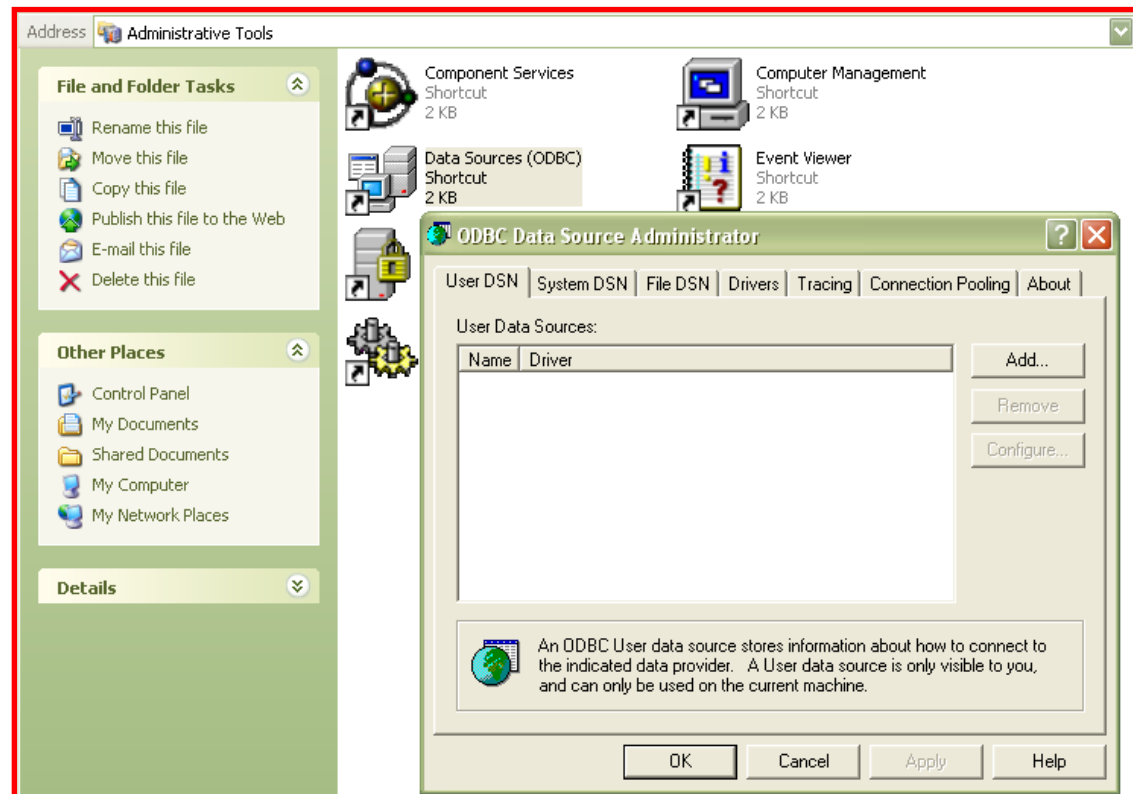 Address Administrative Tools
File and Folder Tasks
Rename this file
Move this file
Copy this file
Publish this file to the Web
E-mail this file
Delete this file
Other Places
Control Panel
My Documents
Shared Documents
My Computer
My Network Places
Details
Component Services
Shortcut
2 KB
Computer Management
Shortcut
2 KB
Data Sources (ODBC)
Shortcut
2 KB
Event Viewer
Shortcut
2 KB
ODBC Data Source Administrator
User DSN System DSN File DSN Drivers Tracing Connection Pooling About
User Data Sources:
Name Driver
Add...
Remove
Configure...
An ODBC User data source stores information about how to connect to
the indicated data provider. A User data source is only visible to you,
and can only be used on the current machine.
OK Cancel Apply Help